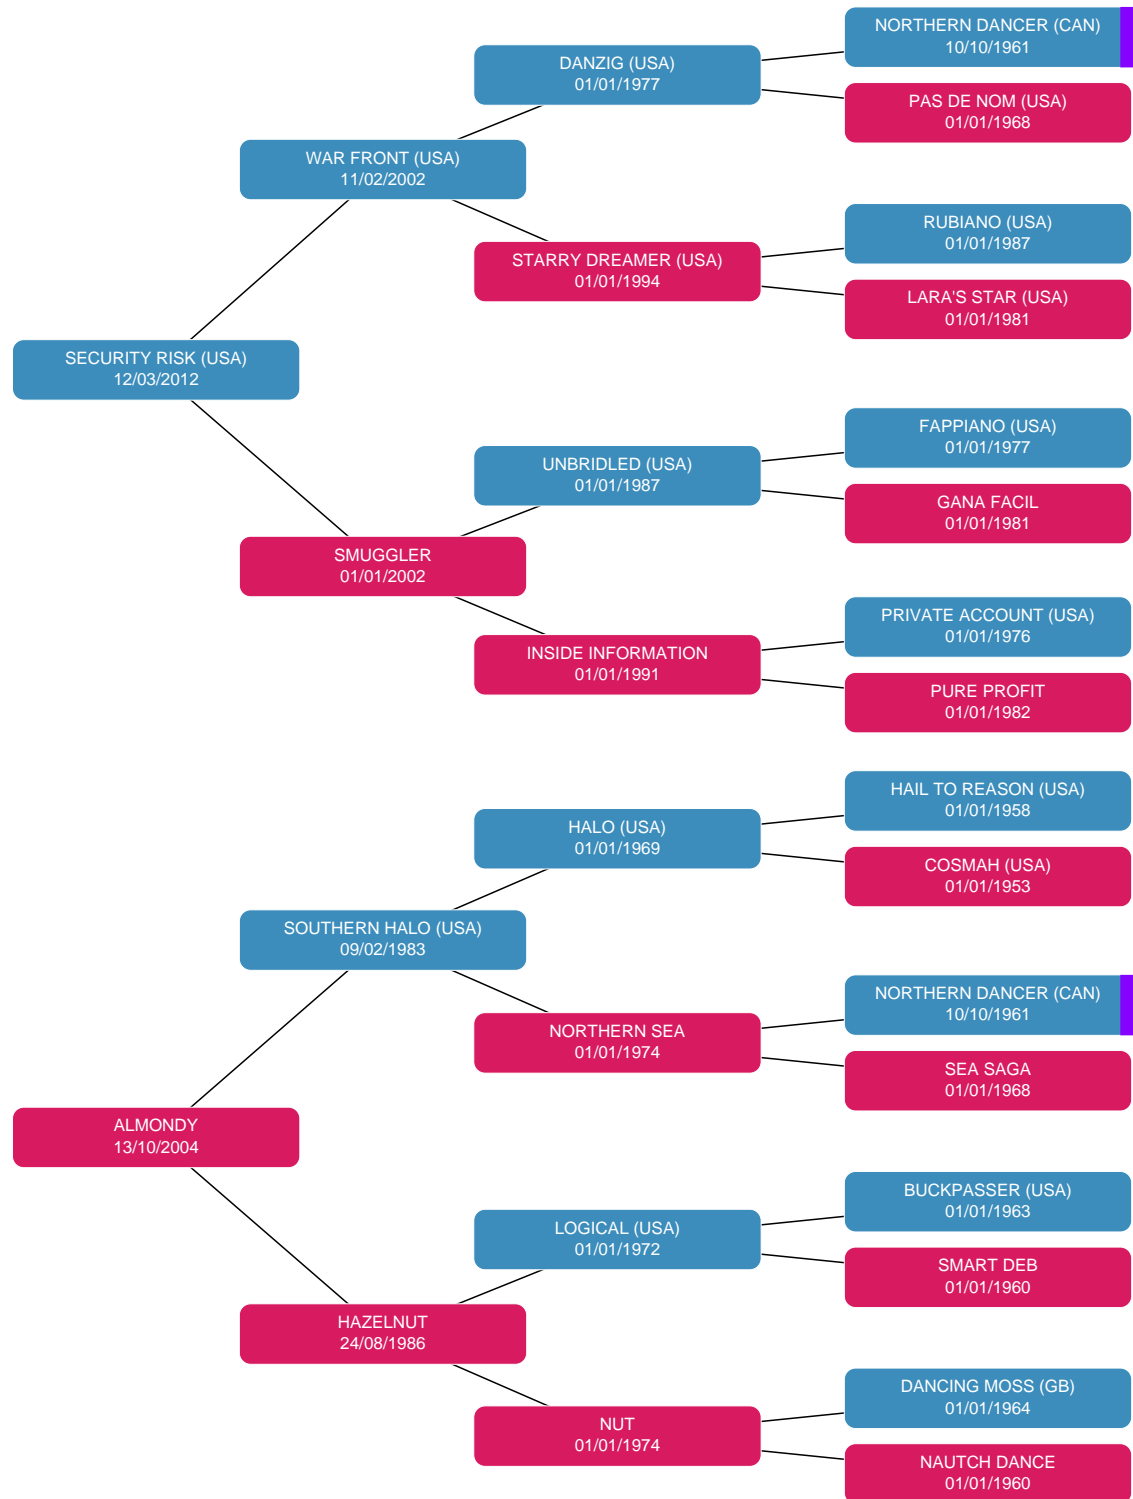 NORTHERN DANCER (CAN)
10/10/1961
DANZIG (USA)
01/01/1977
PAS DE NOM (USA)
01/01/1968
WAR FRONT (USA)
11/02/2002
RUBIANO (USA)
01/01/1987
STARRY DREAMER (USA)
01/01/1994
LARA'S STAR (USA)
01/01/1981
SECURITY RISK (USA)
12/03/2012
FAPPIANO (USA)
01/01/1977
UNBRIDLED (USA)
01/01/1987
GANA FACIL
01/01/1981
SMUGGLER
01/01/2002
PRIVATE ACCOUNT (USA)
01/01/1976
INSIDE INFORMATION
01/01/1991
PURE PROFIT
01/01/1982
HAIL TO REASON (USA)
01/01/1958
HALO (USA)
01/01/1969
COSMAH (USA)
01/01/1953
SOUTHERN HALO (USA)
09/02/1983
NORTHERN DANCER (CAN)
10/10/1961
NORTHERN SEA
01/01/1974
SEA SAGA
01/01/1968
ALMONDY
13/10/2004
BUCKPASSER (USA)
01/01/1963
LOGICAL (USA)
01/01/1972
SMART DEB
01/01/1960
HAZELNUT
24/08/1986
DANCING MOSS (GB)
01/01/1964
NUT
01/01/1974
NAUTCH DANCE
01/01/1960